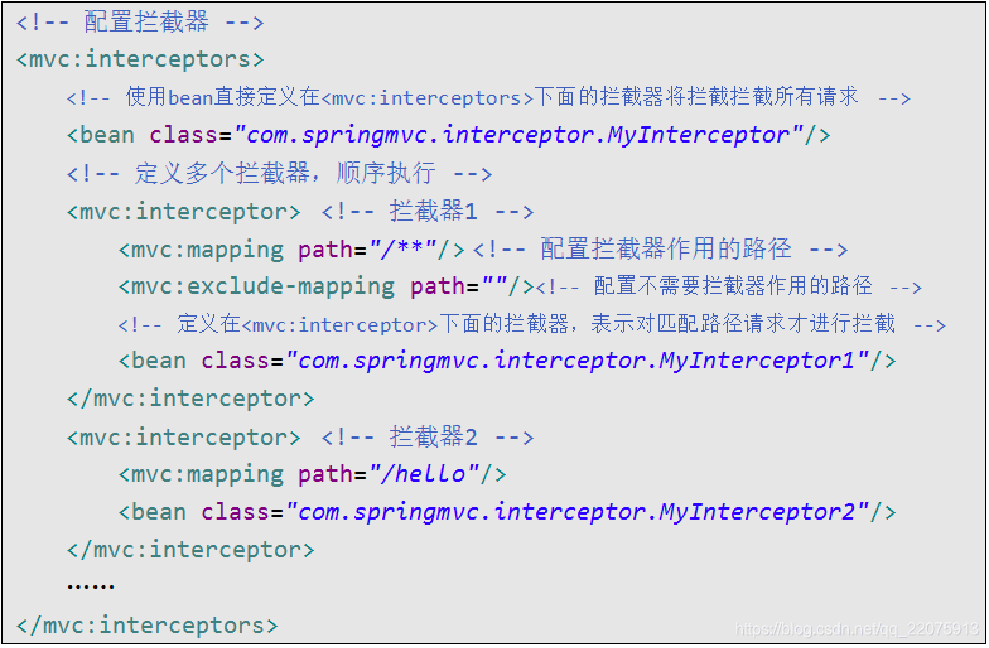 <!-- 配置拦截器 -->
<mvc:interceptors>
<!-- 使用bean直接定义在<mvc:interceptors>下面的拦截器将拦截拦截所有请求 -->
<bean class="com.springmvc.interceptor.MyInterceptor"/>
<!-- 定义多个拦截器，顺序执行 -->
<mvc:interceptor> <!-- 拦截器1 -->
<mvc:mapping path="/**"/> <!-- 配置拦截器作用的路径 -->
<mvc:exclude-mapping path=""/><!-- 配置不需要拦截器作用的路径 -->
<!-- 定义在<mvc:interceptor>下面的拦截器，表示对匹配路径请求才进行拦截 -->
<bean class="com.springmvc.interceptor.MyInterceptor1"/>
</mvc:interceptor>
<mvc:interceptor> <!-- 拦截器2 -->
<mvc:mapping path="/hello"/>
<bean class="com.springmvc.interceptor.MyInterceptor2"/>
</mvc:interceptor>
……
</mvc:interceptors>
https://blog.csdn.net/qq_22075913